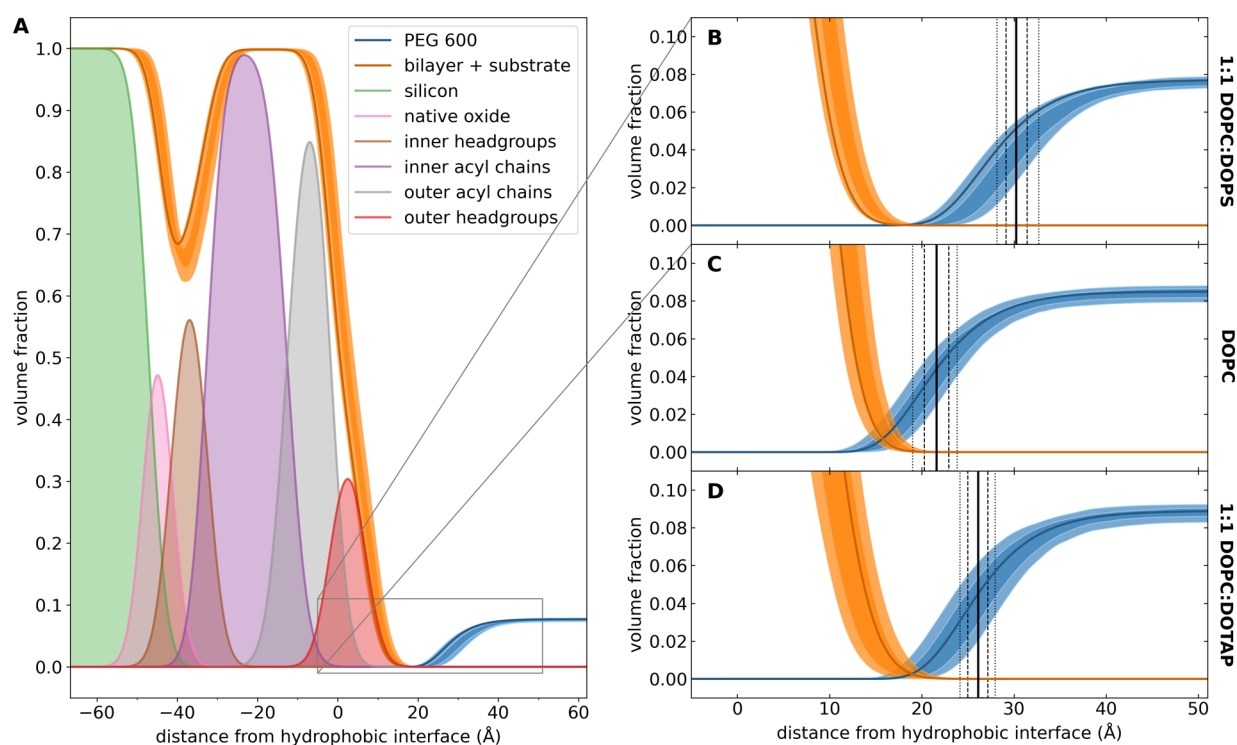 A
1.0
0.9
0.8
0.7
0.6
0.5
0.4
0.3
0.2
0.1
0.0
volume fraction
−60
−40
−20
0
20
40
60
distance from hydrophobic interface (Å)
PEG 600
bilayer + substrate
silicon
native oxide
inner headgroups
inner acyl chains
outer acyl chains
outer headgroups
B
0.10
0.08
0.06
0.04
0.02
0.00
volume fraction
1:1 DOPC:DOPS
C
0.10
0.08
0.06
0.04
0.02
0.00
volume fraction
DOPC
D
0.10
0.08
0.06
0.04
0.02
0.00
volume fraction
1:1 DOPC:DOTAP
0
10
20
30
40
50
distance from hydrophobic interface (Å)